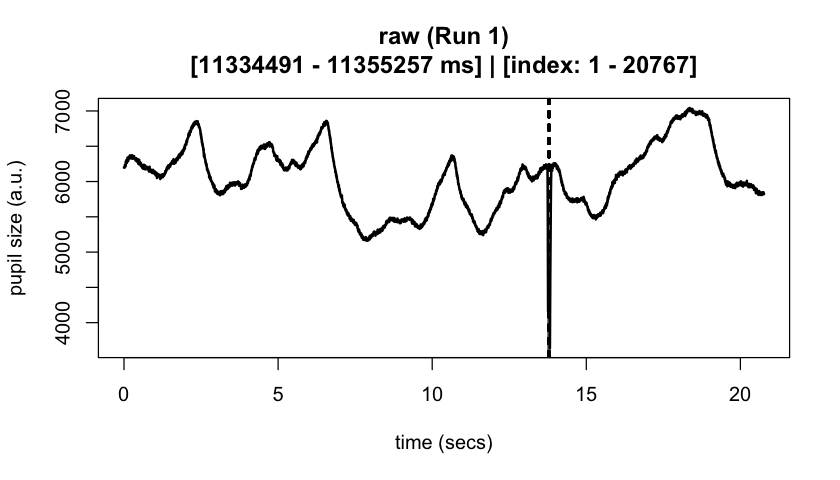 raw (Run 1)
[11334491 - 11355257 ms] | [index: 1 - 20767]
pupil size (a.u.)
7000
6000
5000
4000
0 5 10 15 20
time (secs)